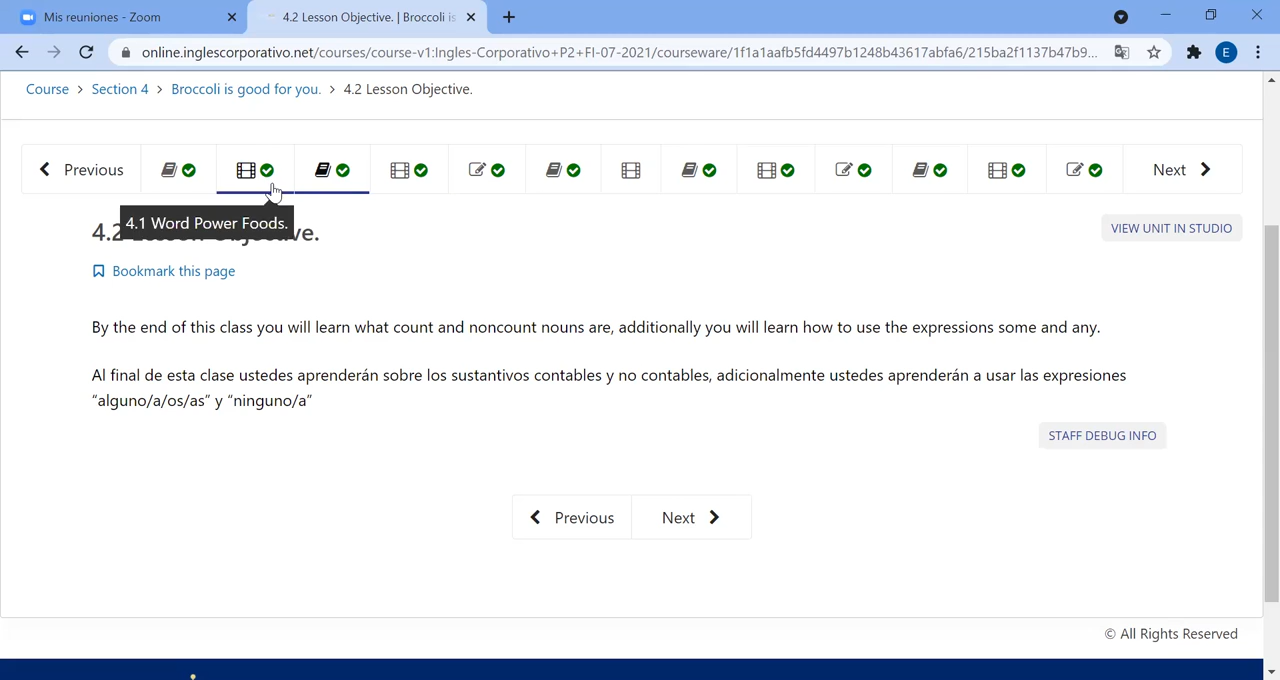 Mis reuniones - Zoom
4.2 Lesson Objective. | Broccoli is
online.inglescorporativo.net/courses/course-v1:Ingles-Corporativo+P2+FI-07-2021/courseware/1f1a1aafb5fd4497b1248b43617abfa6/215ba2f1137b47b9...
E
Course > Section 4 > Broccoli is good for you. > 4.2 Lesson Objective.
Previous
Next
4.1 Word Power Foods.
4.2 Lesson Objective.
VIEW UNIT IN STUDIO
Bookmark this page
By the end of this class you will learn what count and noncount nouns are, additionally you will learn how to use the expressions some and any.
Al final de esta clase ustedes aprenderán sobre los sustantivos contables y no contables, adicionalmente ustedes aprenderán a usar las expresiones
“alguno/a/os/as” y “ninguno/a”
STAFF DEBUG INFO
Previous
Next
© All Rights Reserved